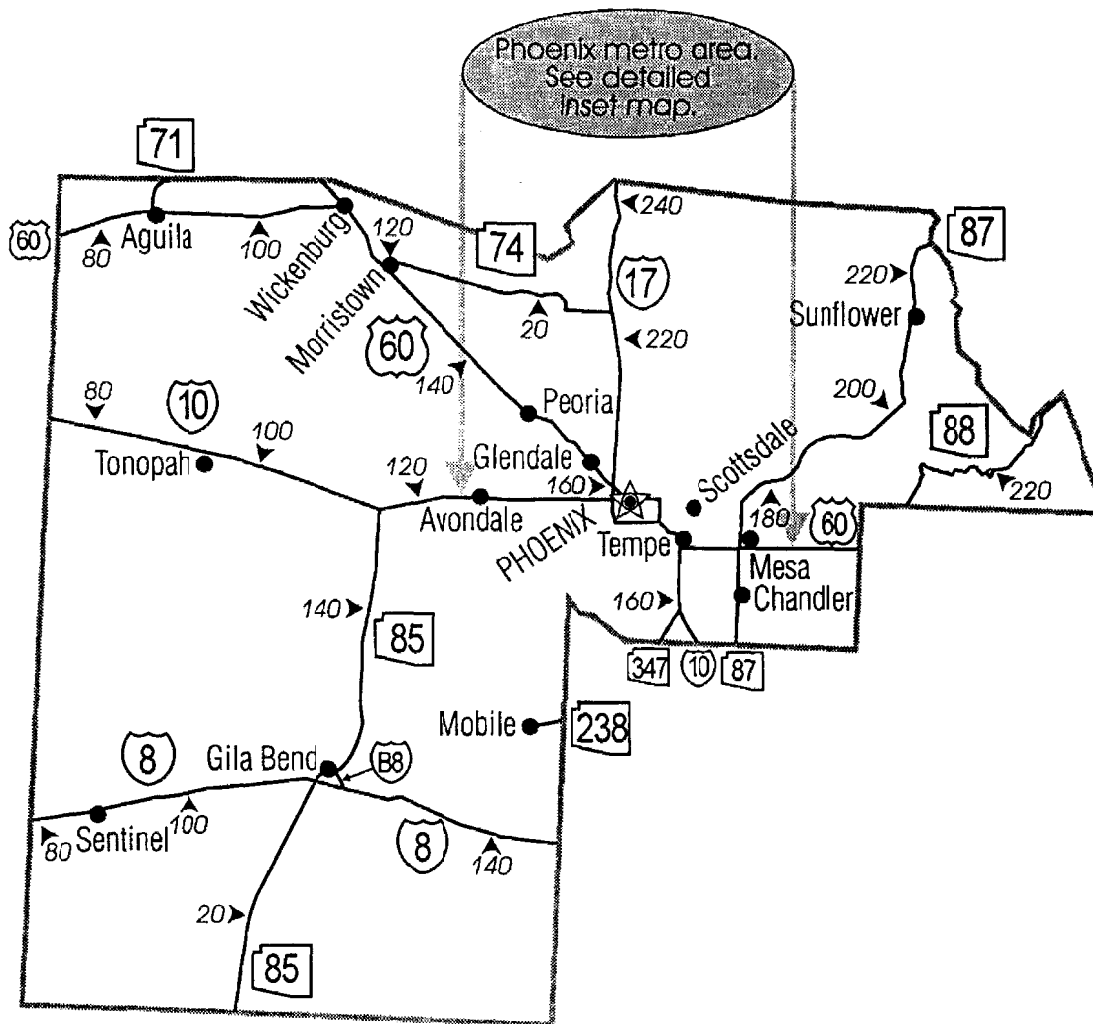 Phoenix metro area.
See detailed
Inset map.
71
60
80
Aguila
100
Wickenburg
120
Morristown
74
240
17
87
220
Sunflower
20
220
60
140
80
10
100
Tonopah
Peoria
Glendale
200
88
220
Scottsdale
120
Avondale
160
PHOENIX
180
60
Tempe
Mesa
Chandler
160
140
85
347
10
87
Mobile
238
8
Gila Bend
B8
80
Sentinel
100
8
140
20
85